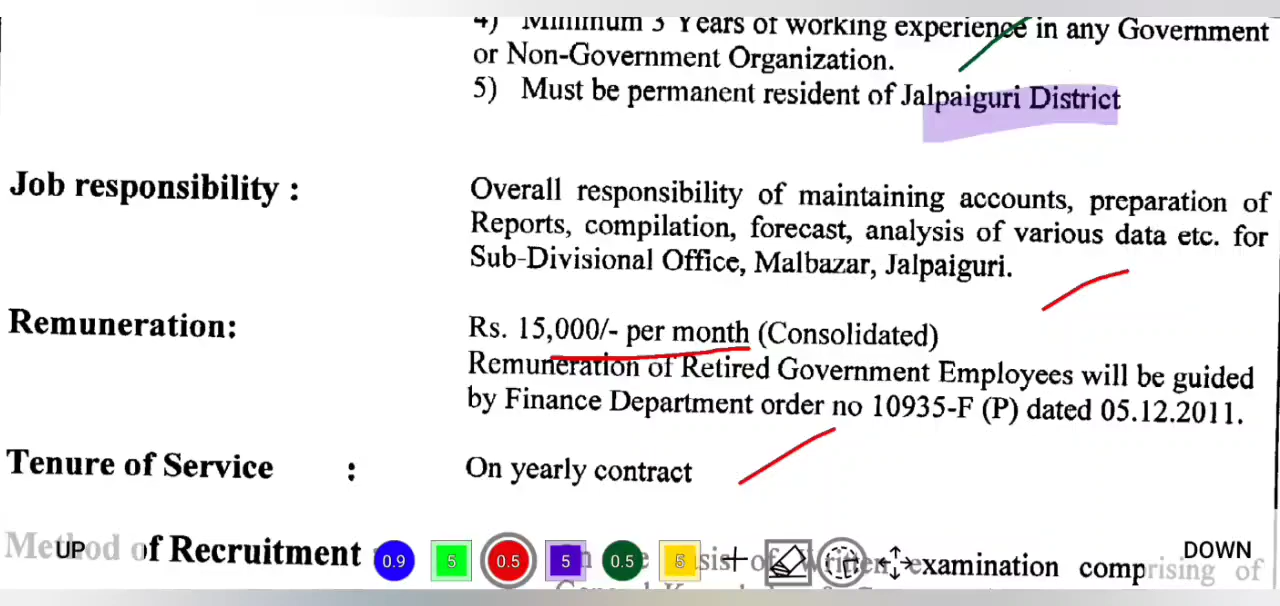 4) Minimum 3 Years of working experience in any Government
or Non-Government Organization.
5) Must be permanent resident of Jalpaiguri District
Job responsibility :
Overall responsibility of maintaining accounts, preparation of
Reports, compilation, forecast, analysis of various data etc. for
Sub-Divisional Office, Malbazar, Jalpaiguri.
Remuneration:
Rs. 15,000/- per month (Consolidated)
Remuneration of Retired Government Employees will be guided
by Finance Department order no 10935-F (P) dated 05.12.2011.
Tenure of Service :
On yearly contract
Method of Recruitment
of Written examination comprising of
UP 0.9 5 0.5 5 0.5 5 DOWN